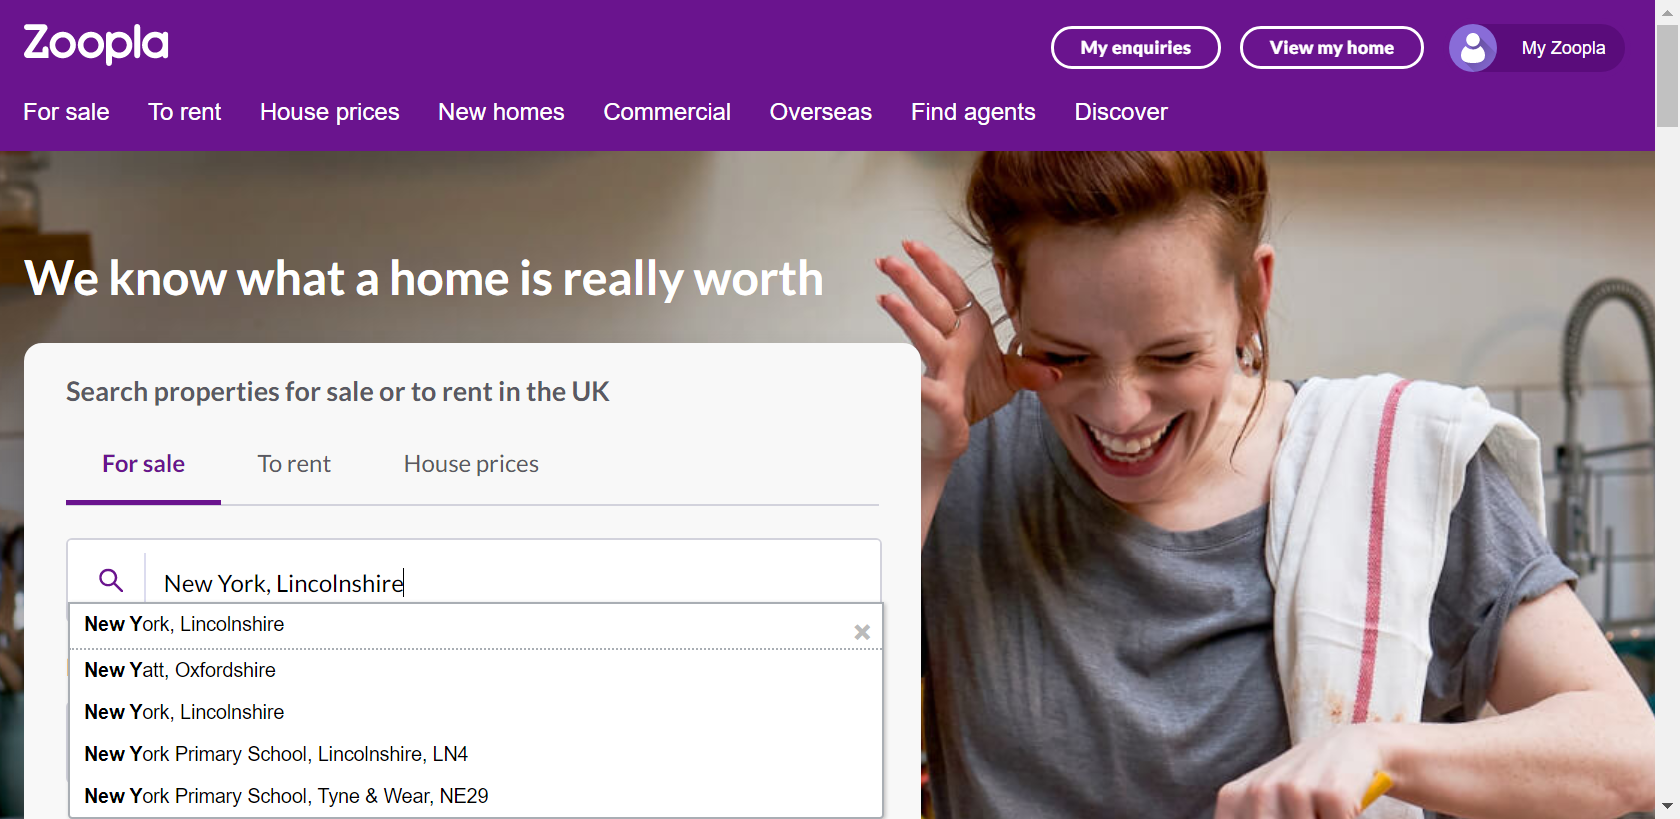 Zoopla
My enquiries
View my home
My Zoopla
For sale
To rent
House prices
New homes
Commercial
Overseas
Find agents
Discover
We know what a home is really worth
Search properties for sale or to rent in the UK
For sale
To rent
House prices
New York, Lincolnshire
New York, Lincolnshire
New Yatt, Oxfordshire
New York, Lincolnshire
New York Primary School, Lincolnshire, LN4
New York Primary School, Tyne & Wear, NE29